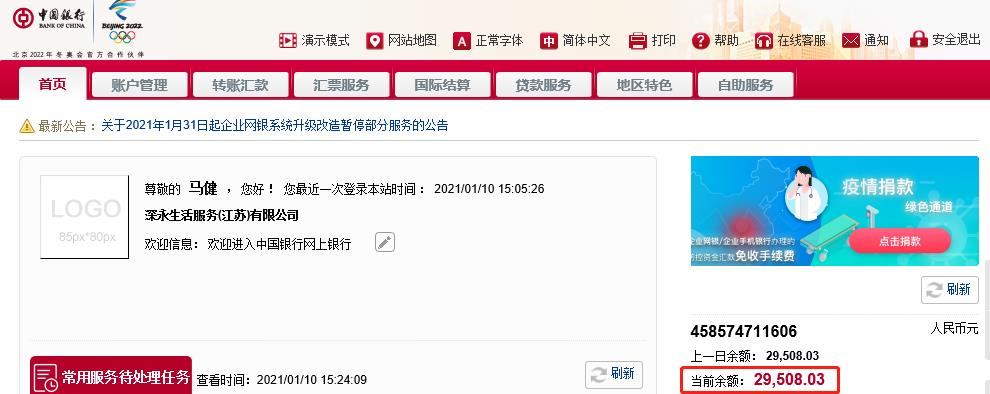 中国银行
BANK OF CHINA
BEIJING 2022
北京2022年冬奥会官方合作伙伴
演示模式 网站地图 A 正常字体 中 简体中文 打印 ? 帮助 在线客服 通知 安全退出
首页 账户管理 转账汇款 汇票服务 国际结算 贷款服务 地区特色 自助服务
最新公告：关于2021年1月31日起企业网银系统升级改造暂停部分服务的公告
LOGO
85px*80px
尊敬的 马健 ，您好！ 您最近一次登录本站时间： 2021/01/10 15:05:26
深永生活服务(江苏)有限公司
欢迎信息： 欢迎进入中国银行网上银行
疫情捐款
绿色通道
企业网银/企业手机银行办理的
防控资金汇款免收手续费
点击捐款
刷新
458574711606 人民币元
上一日余额： 29,508.03
当前余额： 29,508.03
常用服务待处理任务 查看时间： 2021/01/10 15:24:09 刷新